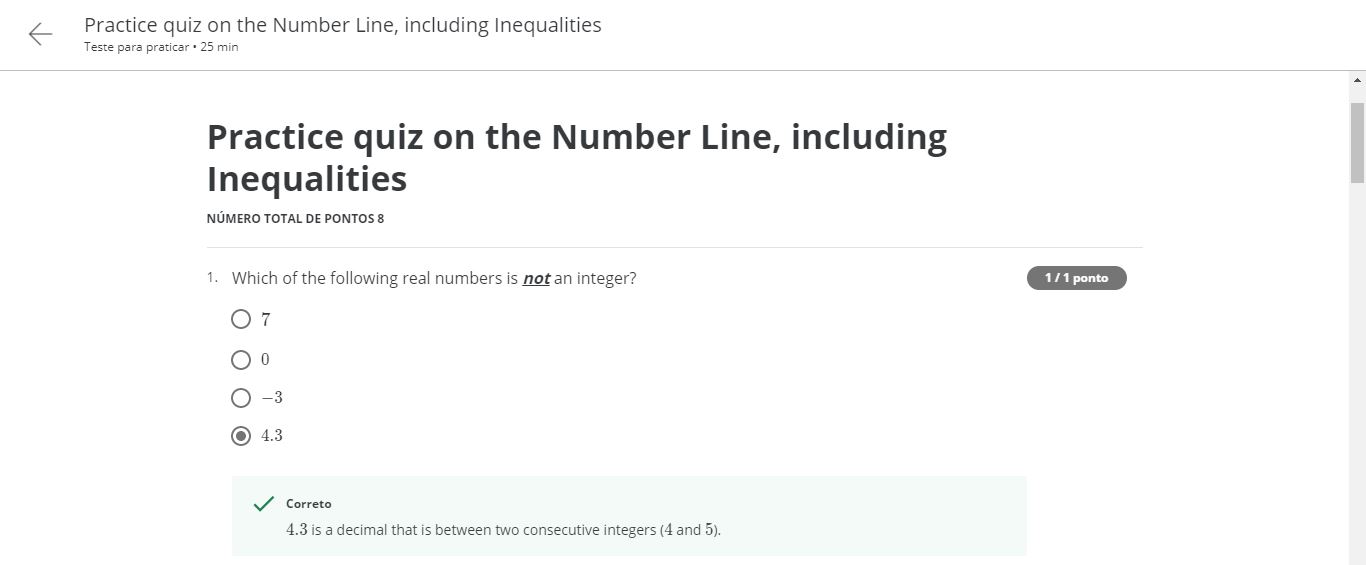 Practice quiz on the Number Line, including Inequalities
Teste para praticar • 25 min
Practice quiz on the Number Line, including
Inequalities
NÚMERO TOTAL DE PONTOS 8
1. Which of the following real numbers is not an integer?
1 / 1 ponto
7
0
−3
4.3
Correto
4.3 is a decimal that is between two consecutive integers (4 and 5).